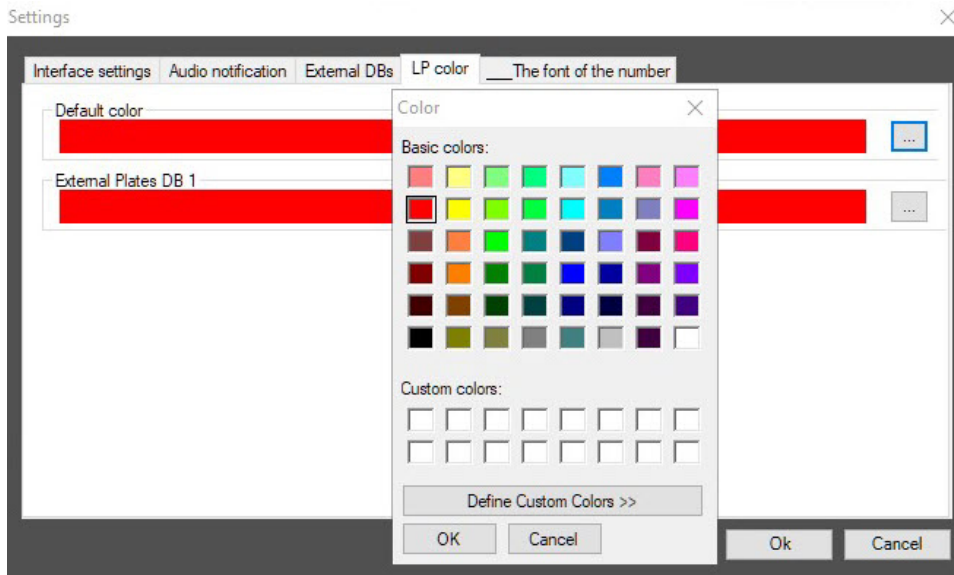 Settings
Interface settings Audio notification External DBs LP color ___The font of the number
Default color
...
External Plates DB 1
...
Color
Basic colors:
Custom colors:
Define Custom Colors >>
OK Cancel
Ok Cancel